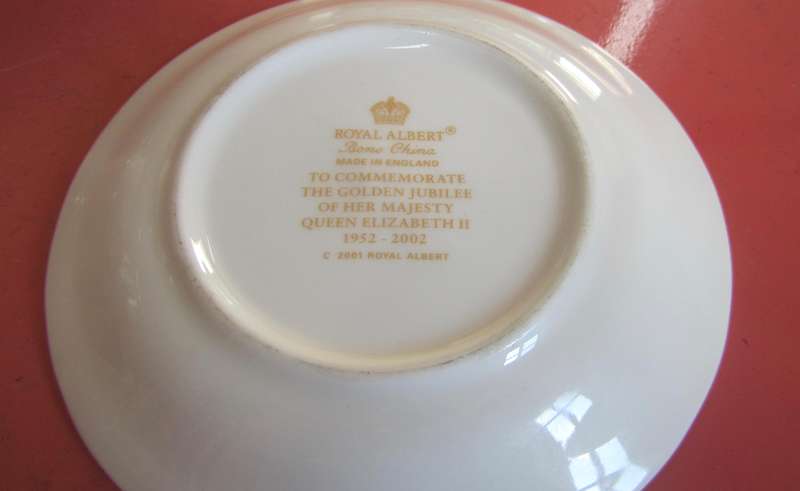 ROYAL ALBERT®
Bone China
MADE IN ENGLAND
TO COMMEMORATE
THE GOLDEN JUBILEE
OF HER MAJESTY
QUEEN ELIZABETH II
1952 - 2002
C 2001 ROYAL ALBERT